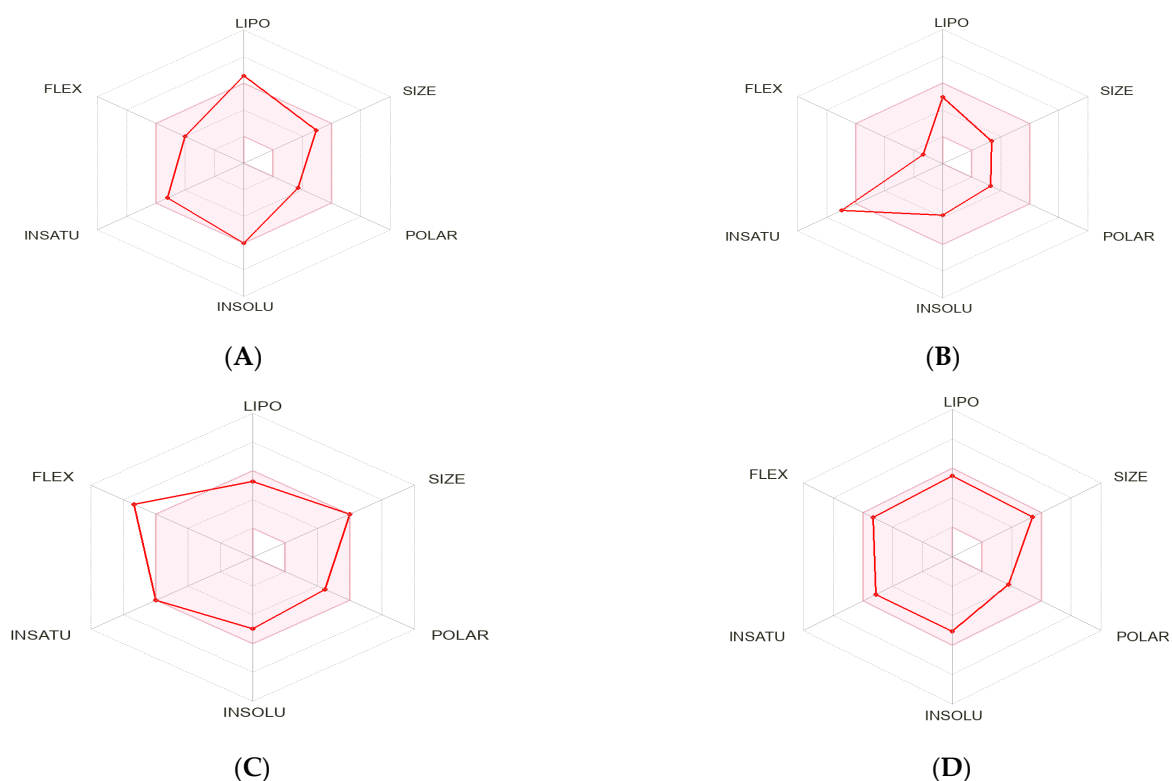 LIPO
FLEX
SIZE
INSATU
POLAR
INSOLU
(A)
LIPO
FLEX
SIZE
INSATU
POLAR
INSOLU
(B)
LIPO
FLEX
SIZE
INSATU
POLAR
INSOLU
(C)
LIPO
FLEX
SIZE
INSATU
POLAR
INSOLU
(D)